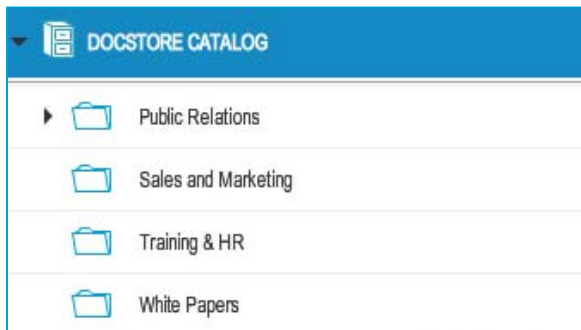 DOCSTORE CATALOG
Public Relations
Sales and Marketing
Training & HR
White Papers